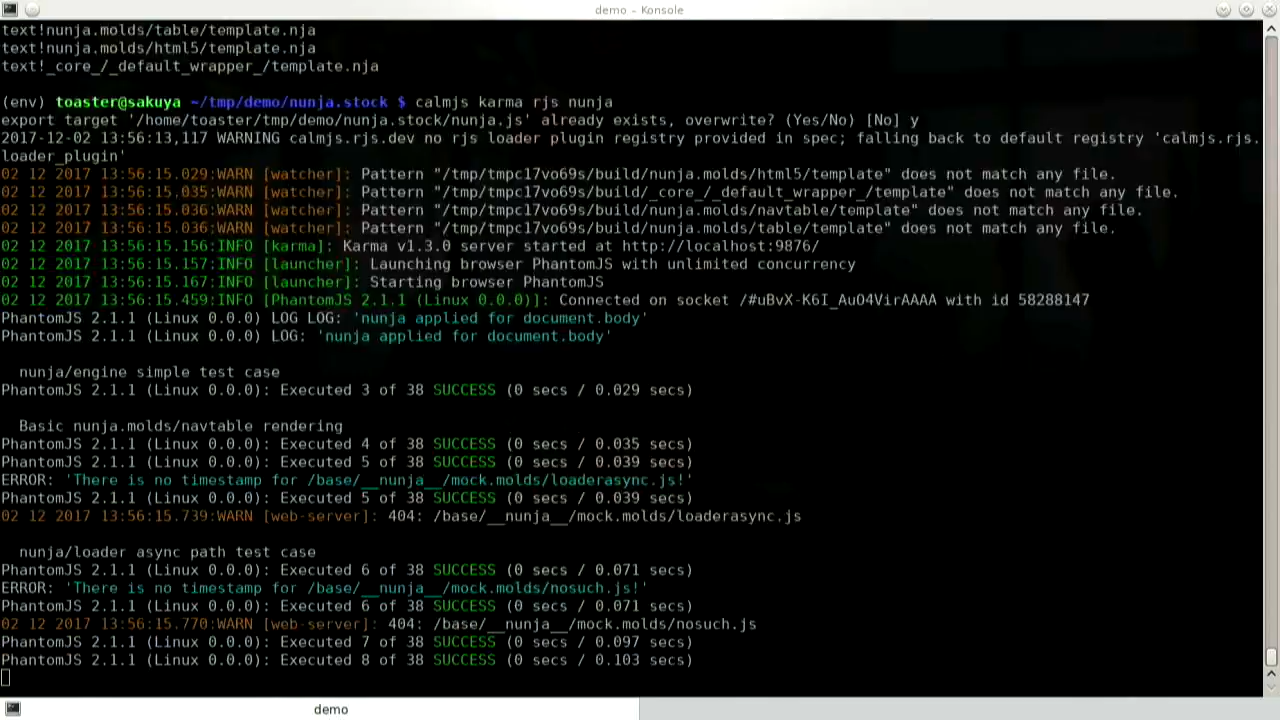 demo – Konsole
text!nunja.molds/table/template.nja
text!nunja.molds/html5/template.nja
text!_core_/_default_wrapper_/template.nja
(env) toaster@sakuya ~/tmp/demo/nunja.stock $ calmjs karma rjs nunja
export target '/home/toaster/tmp/demo/nunja.stock/nunja.js' already exists, overwrite? (Yes/No) [No] y
2017-12-02 13:56:13,117 WARNING calmjs.rjs.dev no rjs loader plugin registry provided in spec; falling back to default registry 'calmjs.rjs.
loader_plugin'
02 12 2017 13:56:15.029:WARN [watcher]: Pattern "/tmp/tmpc17vo69s/build/nunja.molds/html5/template" does not match any file.
02 12 2017 13:56:15.035:WARN [watcher]: Pattern "/tmp/tmpc17vo69s/build/_core_/_default_wrapper_/template" does not match any file.
02 12 2017 13:56:15.036:WARN [watcher]: Pattern "/tmp/tmpc17vo69s/build/nunja.molds/navtable/template" does not match any file.
02 12 2017 13:56:15.036:WARN [watcher]: Pattern "/tmp/tmpc17vo69s/build/nunja.molds/table/template" does not match any file.
02 12 2017 13:56:15.156:INFO [karma]: Karma v1.3.0 server started at http://localhost:9876/
02 12 2017 13:56:15.157:INFO [launcher]: Launching browser PhantomJS with unlimited concurrency
02 12 2017 13:56:15.167:INFO [launcher]: Starting browser PhantomJS
02 12 2017 13:56:15.459:INFO [PhantomJS 2.1.1 (Linux 0.0.0)]: Connected on socket /#uBvX-K6I_AuO4VirAAAA with id 58288147
PhantomJS 2.1.1 (Linux 0.0.0) LOG LOG: 'nunja applied for document.body'
PhantomJS 2.1.1 (Linux 0.0.0) LOG: 'nunja applied for document.body'
nunja/engine simple test case
PhantomJS 2.1.1 (Linux 0.0.0): Executed 3 of 38 SUCCESS (0 secs / 0.029 secs)
Basic nunja.molds/navtable rendering
PhantomJS 2.1.1 (Linux 0.0.0): Executed 4 of 38 SUCCESS (0 secs / 0.035 secs)
PhantomJS 2.1.1 (Linux 0.0.0): Executed 5 of 38 SUCCESS (0 secs / 0.039 secs)
ERROR: 'There is no timestamp for /base/__nunja__/mock.molds/loaderasync.js!'
PhantomJS 2.1.1 (Linux 0.0.0): Executed 5 of 38 SUCCESS (0 secs / 0.039 secs)
02 12 2017 13:56:15.739:WARN [web-server]: 404: /base/__nunja__/mock.molds/loaderasync.js
nunja/loader async path test case
PhantomJS 2.1.1 (Linux 0.0.0): Executed 6 of 38 SUCCESS (0 secs / 0.071 secs)
ERROR: 'There is no timestamp for /base/__nunja__/mock.molds/nosuch.js!'
PhantomJS 2.1.1 (Linux 0.0.0): Executed 6 of 38 SUCCESS (0 secs / 0.071 secs)
02 12 2017 13:56:15.770:WARN [web-server]: 404: /base/__nunja__/mock.molds/nosuch.js
PhantomJS 2.1.1 (Linux 0.0.0): Executed 7 of 38 SUCCESS (0 secs / 0.097 secs)
PhantomJS 2.1.1 (Linux 0.0.0): Executed 8 of 38 SUCCESS (0 secs / 0.103 secs)
demo